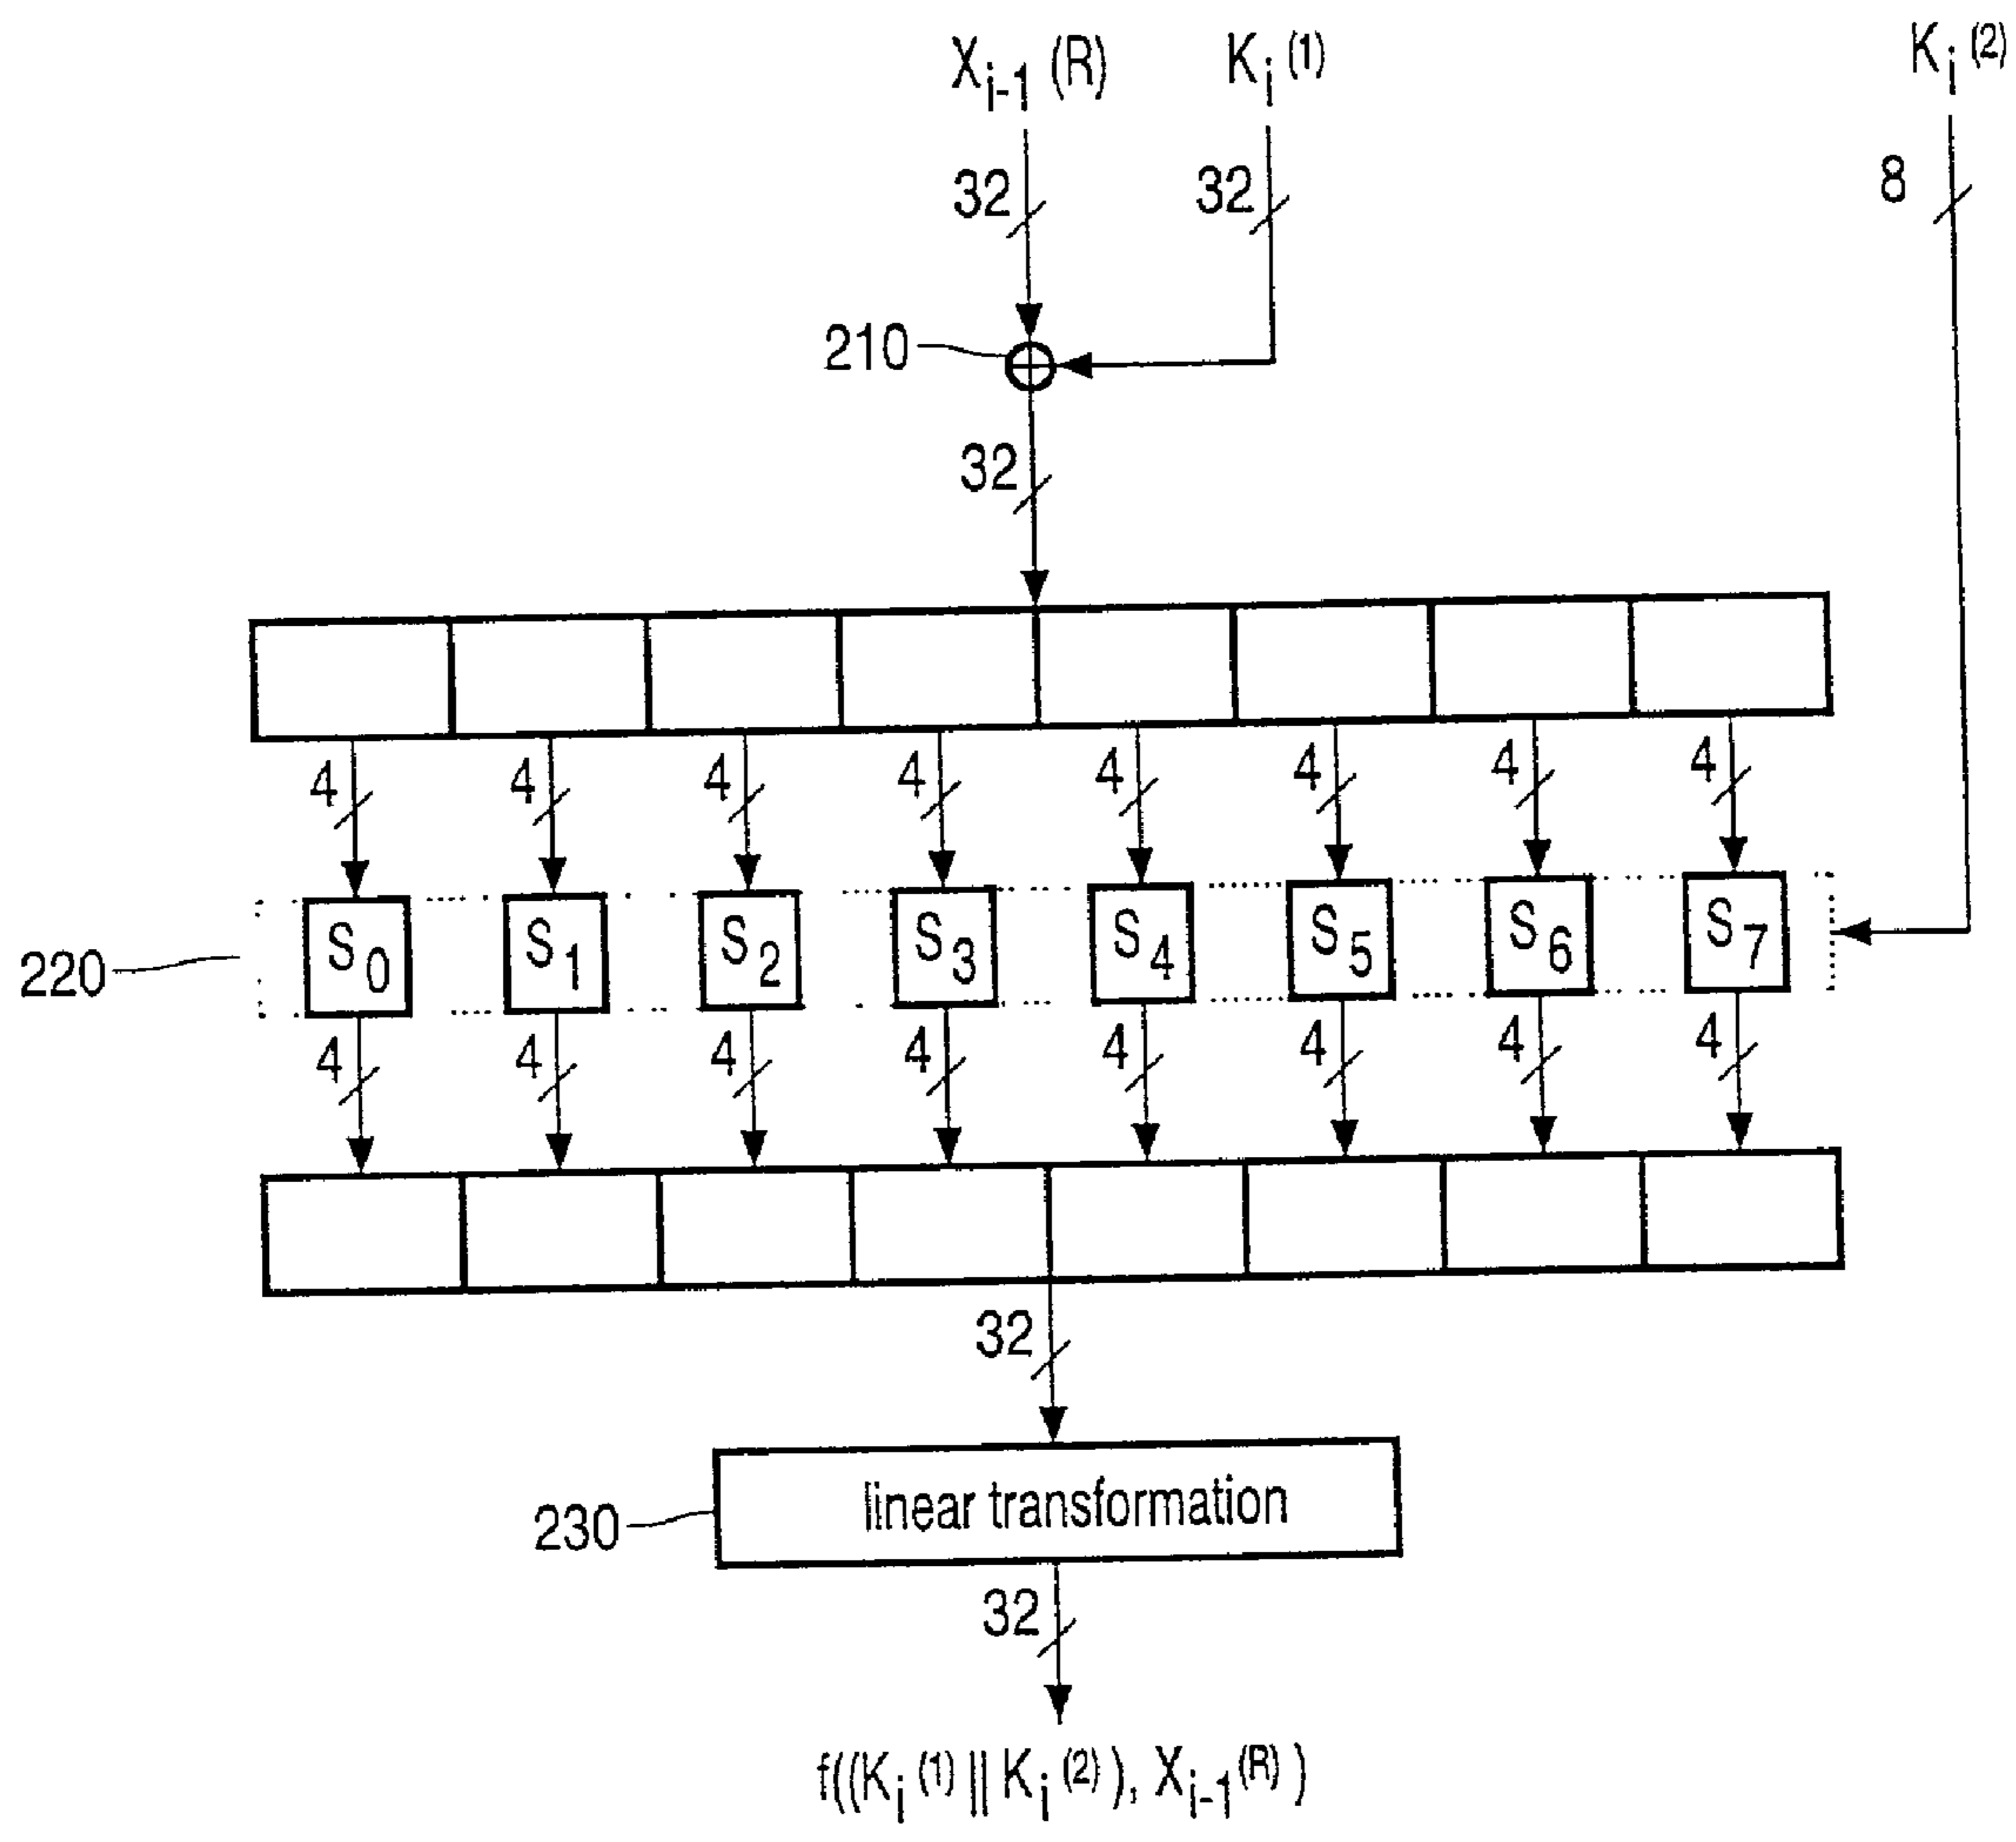 X_{i-1} (R) K_i (1) K_i (2)
32 32 8
210
32
4 4 4 4 4 4 4 4
220 S_0 S_1 S_2 S_3 S_4 S_5 S_6 S_7
4 4 4 4 4 4 4 4
32
230 linear transformation
32
f((K_i (1) || K_i (2)), X_{i-1} (R))